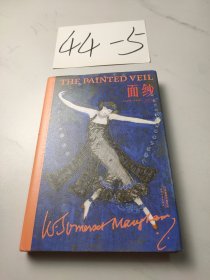 44-5
THE PAINTED VEIL
面纱
W. Somerset Maugham